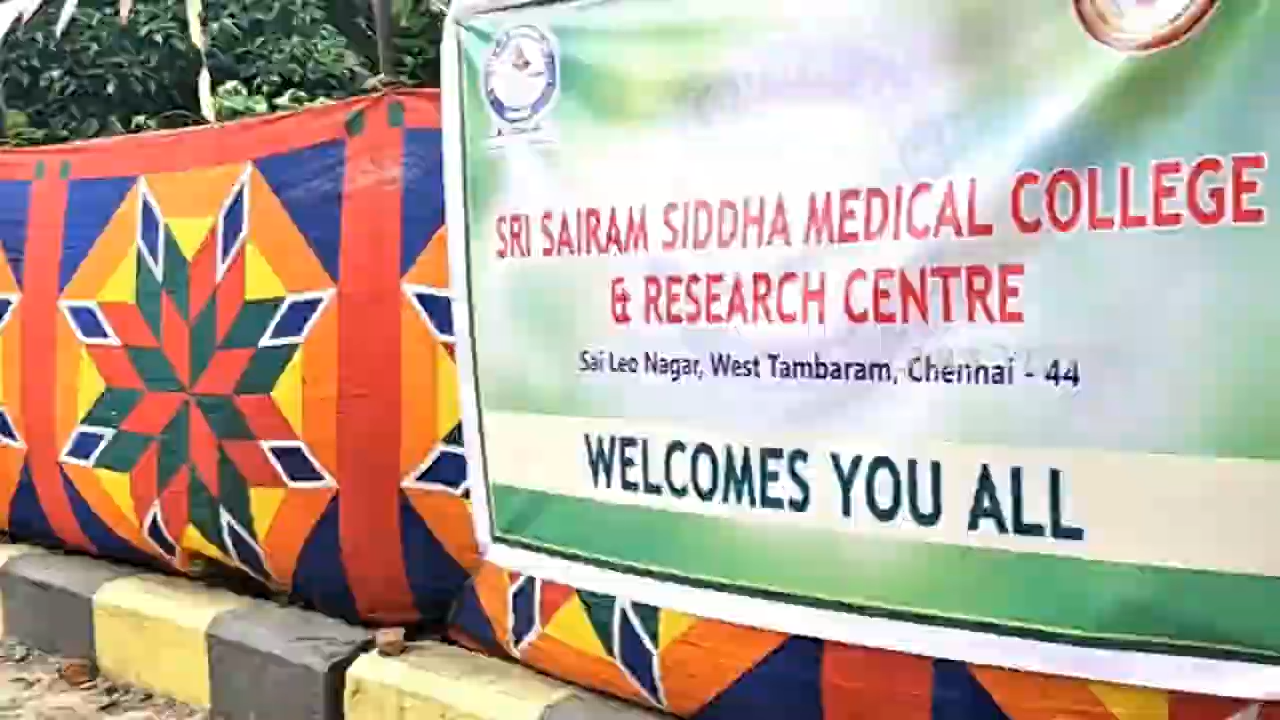 SRI SAIRAM SIDDHA MEDICAL COLLEGE
& RESEARCH CENTRE
Sai Leo Nagar, West Tambaram, Chennai - 44
WELCOMES YOU ALL